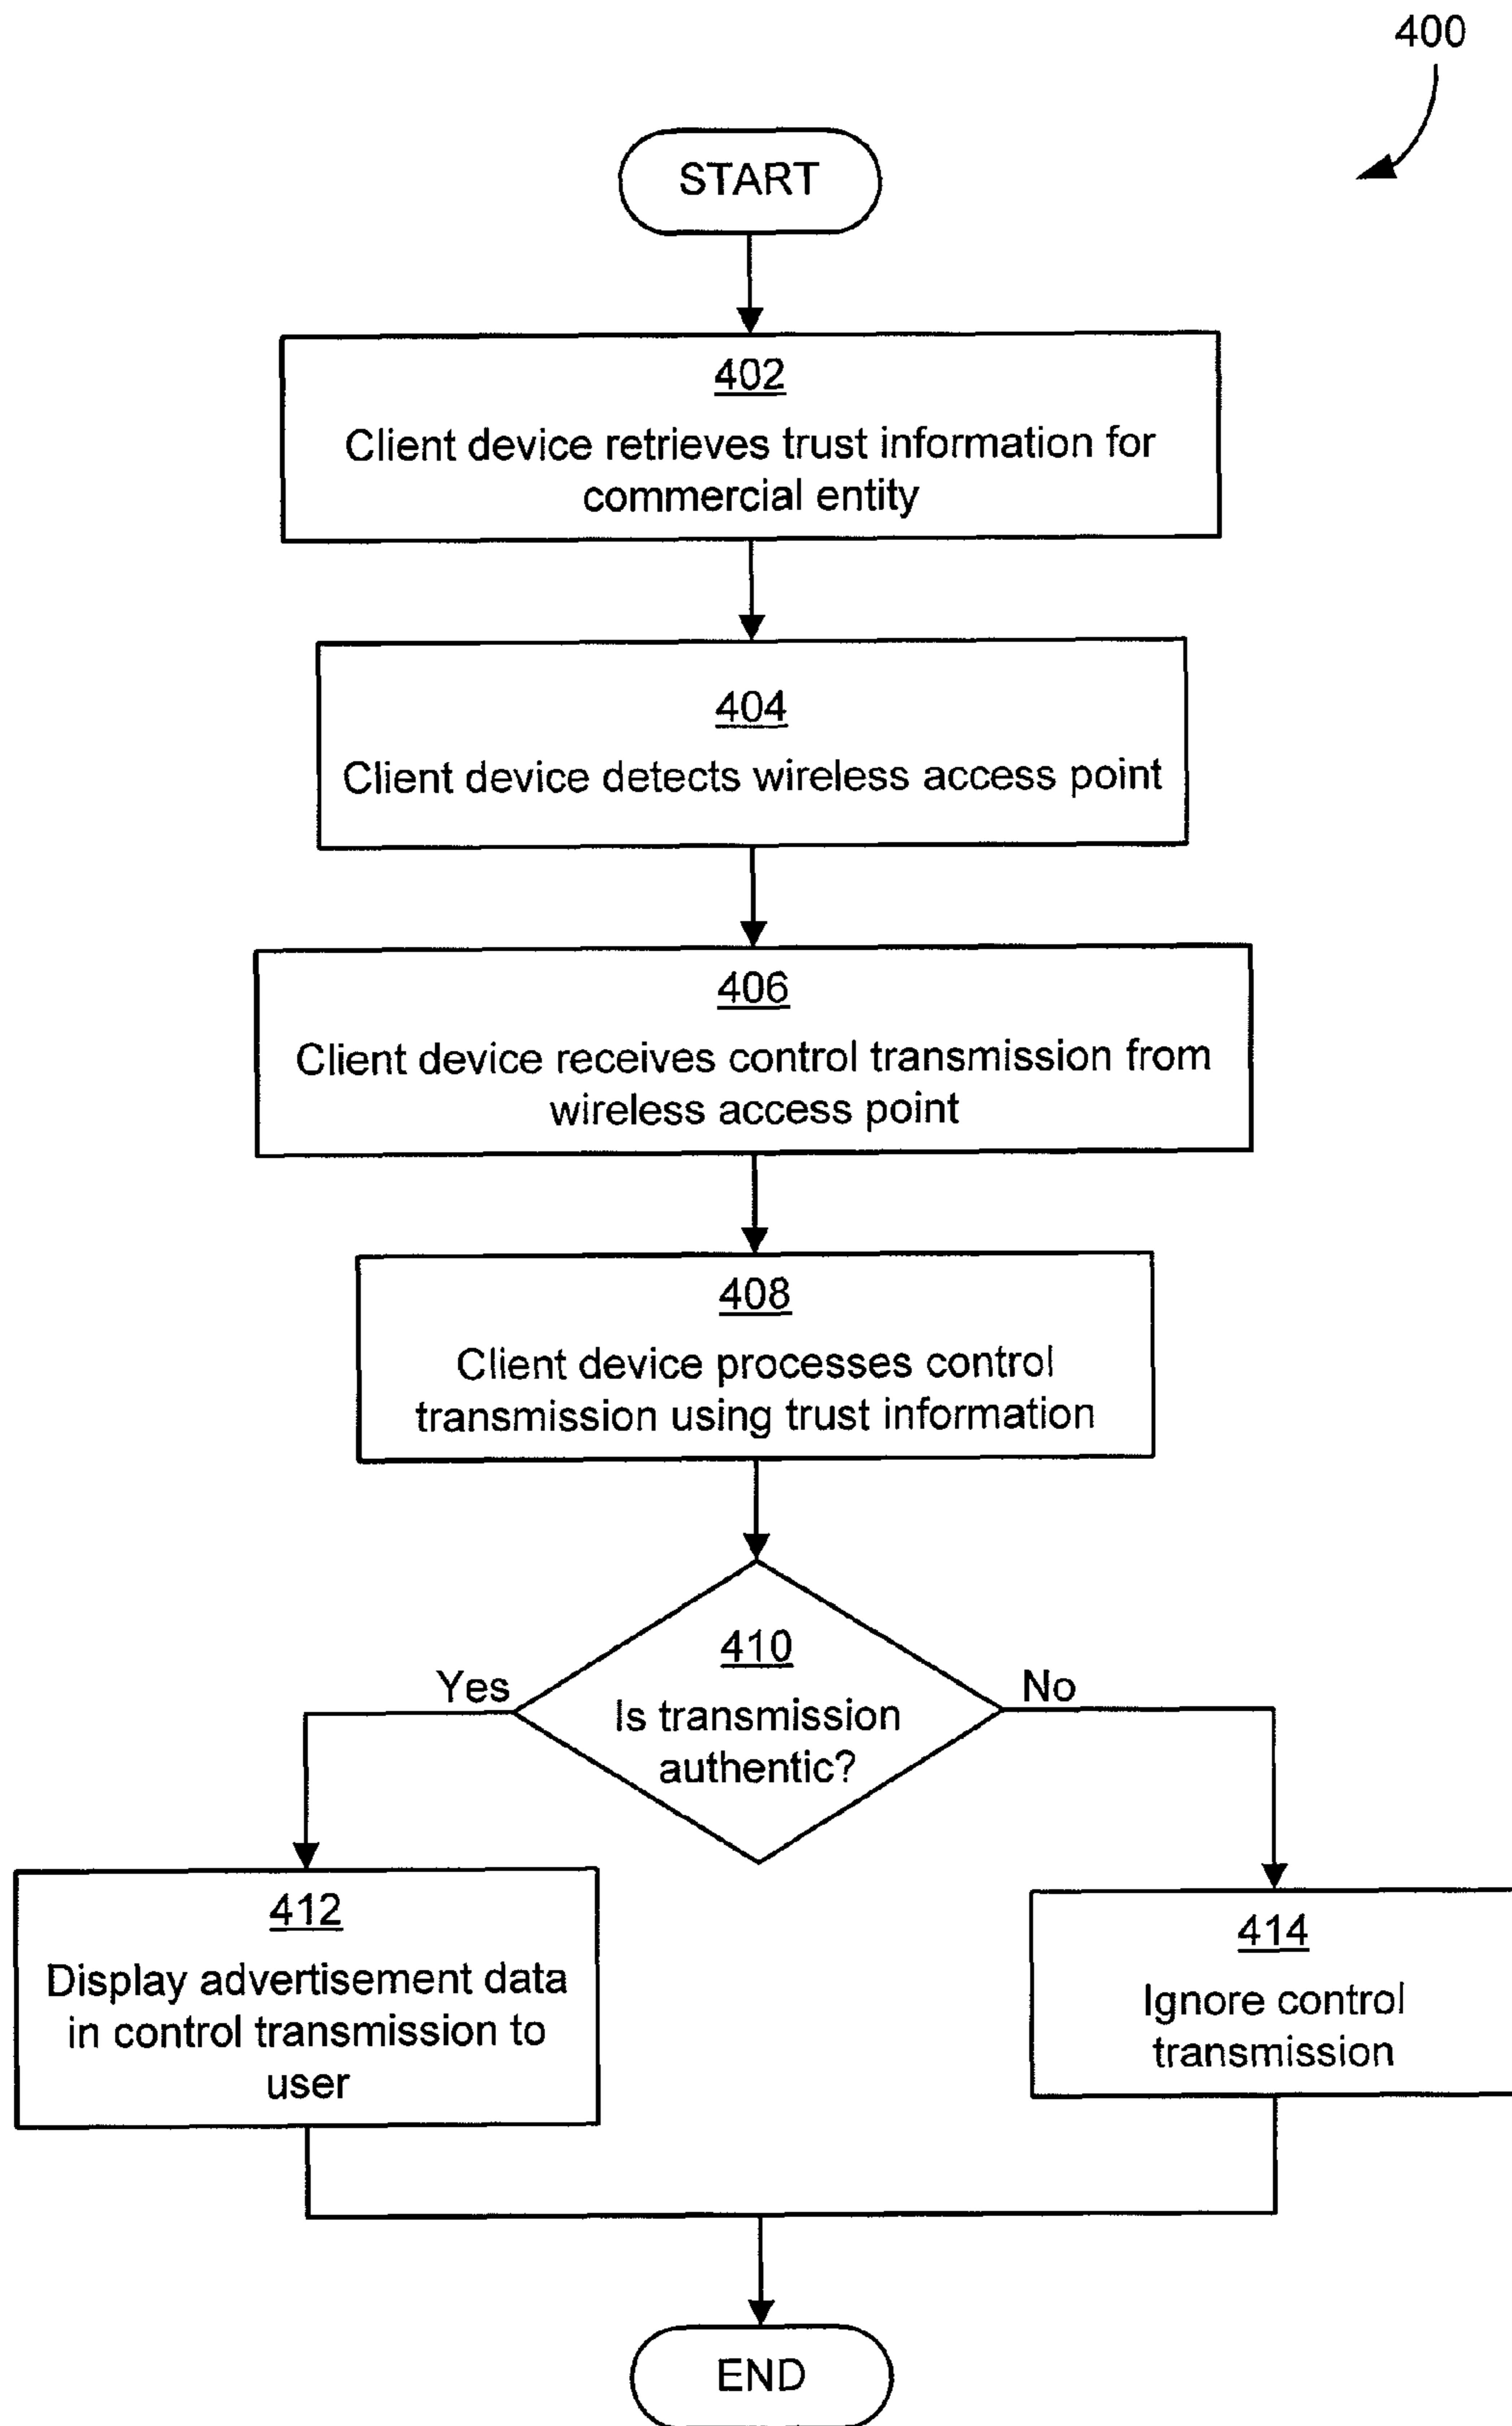 400
START
402
Client device retrieves trust information for
commercial entity
404
Client device detects wireless access point
406
Client device receives control transmission from
wireless access point
408
Client device processes control
transmission using trust information
410
Is transmission
authentic?
Yes
No
412
Display advertisement data
in control transmission to
user
414
Ignore control
transmission
END